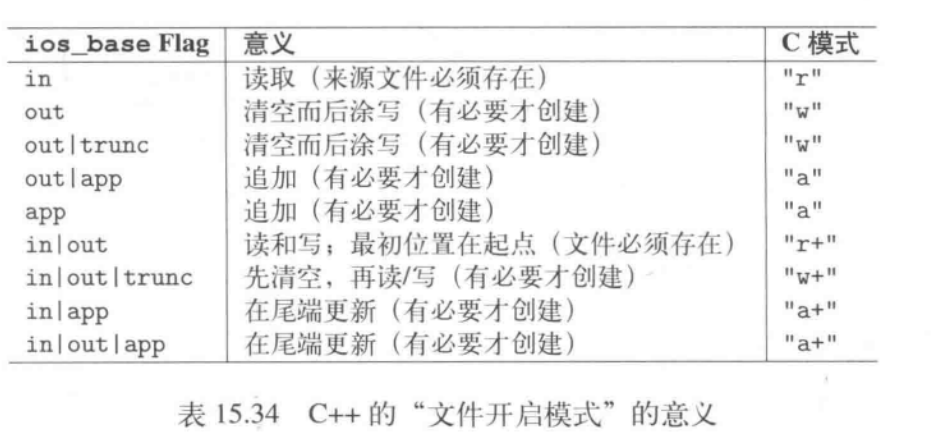 ios_base Flag 意义 C 模式
in 读取（来源文件必须存在） "r"
out 清空而后涂写（有必要才创建） "w"
out|trunc 清空而后涂写（有必要才创建） "w"
out|app 追加（有必要才创建） "a"
app 追加（有必要才创建） "a"
in|out 读和写；最初位置在起点（文件必须存在） "r+"
in|out|trunc 先清空，再读/写（有必要才创建） "w+"
in|app 在尾端更新（有必要才创建） "a+"
in|out|app 在尾端更新（有必要才创建） "a+"
表 15.34 C++ 的“文件开启模式”的意义